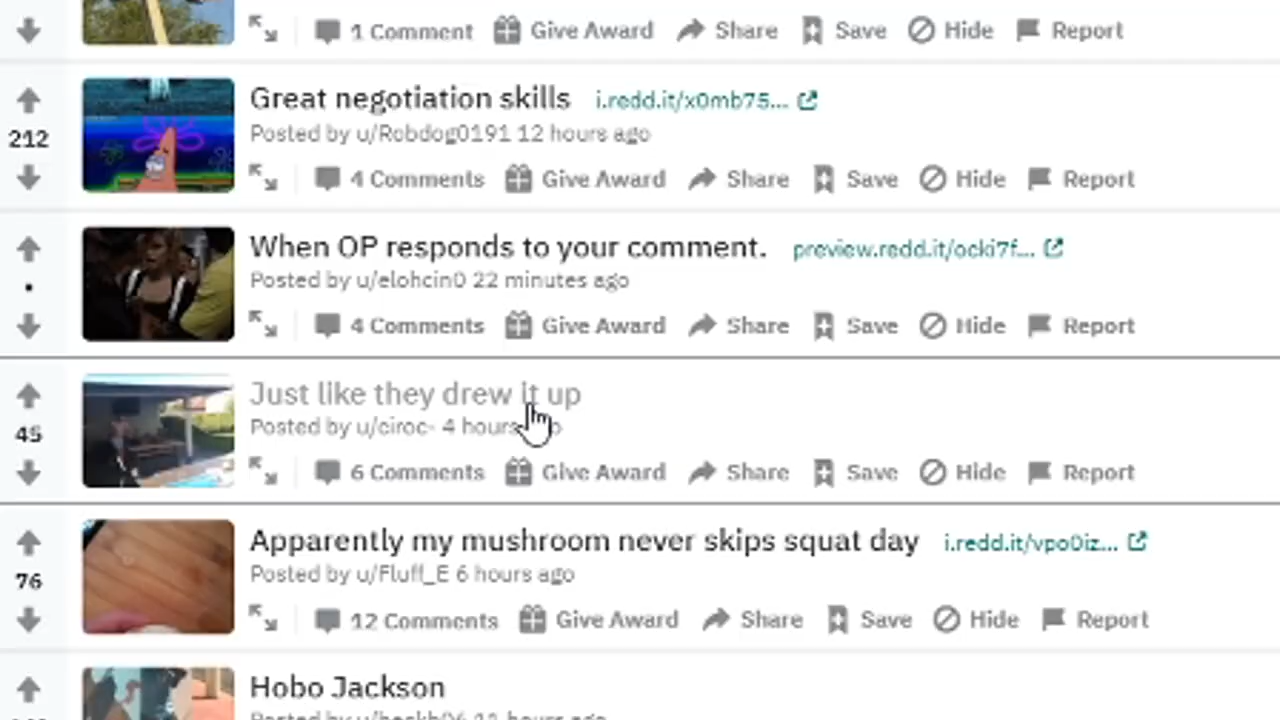 1 Comment Give Award Share Save Hide Report
Great negotiation skills i.redd.it/x0mb75...
212
Posted by u/Robdog0191 12 hours ago
4 Comments Give Award Share Save Hide Report
When OP responds to your comment. preview.redd.it/ocki7f...
Posted by u/elohcin0 22 minutes ago
•
4 Comments Give Award Share Save Hide Report
Just like they drew it up
Posted by u/ciroc- 4 hours
45
6 Comments Give Award Share Save Hide Report
Apparently my mushroom never skips squat day i.redd.it/vpo0iz...
Posted by u/Fluff_E 6 hours ago
76
12 Comments Give Award Share Save Hide Report
Hobo Jackson
Posted by 11 hours ago